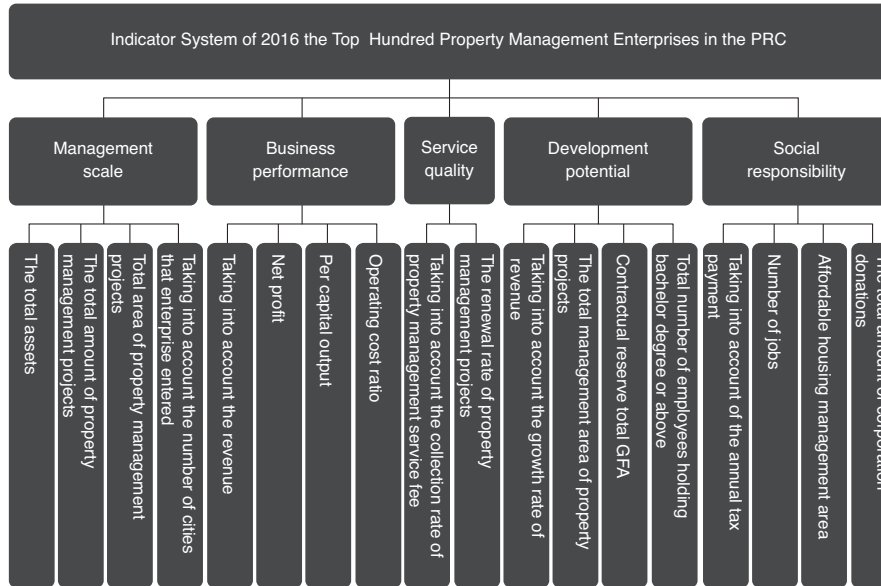 Indicator System of 2016 the Top Hundred Property Management Enterprises in the PRC
Management
scale
Business
performance
Service
quality
Development
potential
Social
responsibility
The total assets
The total amount of property
management projects
Total area of property management
projects
Taking into account the number of cities
that enterprise entered
Taking into account the revenue
Net profit
Per capital output
Operating cost ratio
Taking into account the collection rate of
property management service fee
The renewal rate of property
management projects
Taking into account the growth rate of
revenue
The total management area of property
projects
Contractual reserve total GFA
Total number of employees holding
bachelor degree or above
Taking into account of the annual tax
payment
Number of jobs
Affordable housing management area
The total amount of corporation
donations